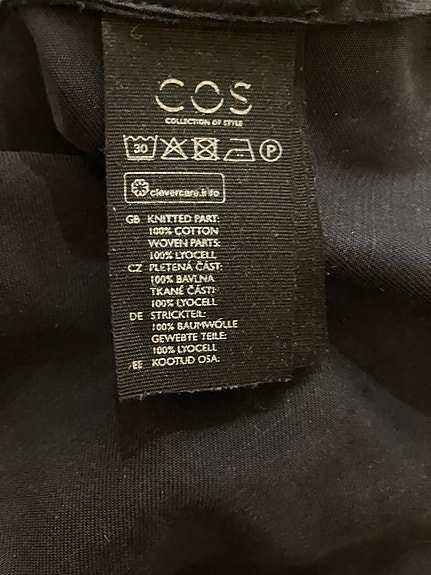 COS
COLLECTION OF STYLE
30 P
clevercare.info
GB KNITTED PART:
100% COTTON
WOVEN PARTS:
100% LYOCELL
CZ PLETENÁ ČÁST:
100% BAVLNA
TKANÉ ČÁSTI:
100% LYOCELL
DE STRICKTEIL:
100% BAUMWOLLE
GEWEBTE TEILE:
100% LYOCELL
EE KOOTUD OSA: